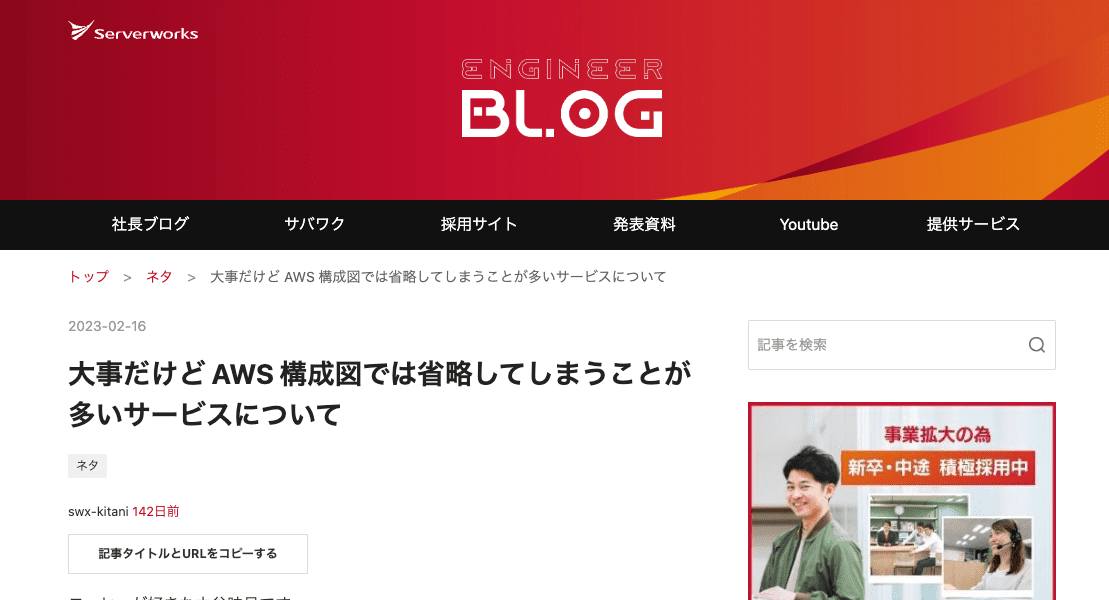 Serverworks
ENGINEER
BLOG
社長ブログ サバワク 採用サイト 発表資料 Youtube 提供サービス
トップ > ネタ > 大事だけど AWS 構成図では省略してしまうことが多いサービスについて
2023-02-16
大事だけど AWS 構成図では省略してしまうことが
多いサービスについて
ネタ
swx-kitani 142日前
記事タイトルとURLをコピーする
記事を検索
事業拡大の為
新卒・中途 積極採用中